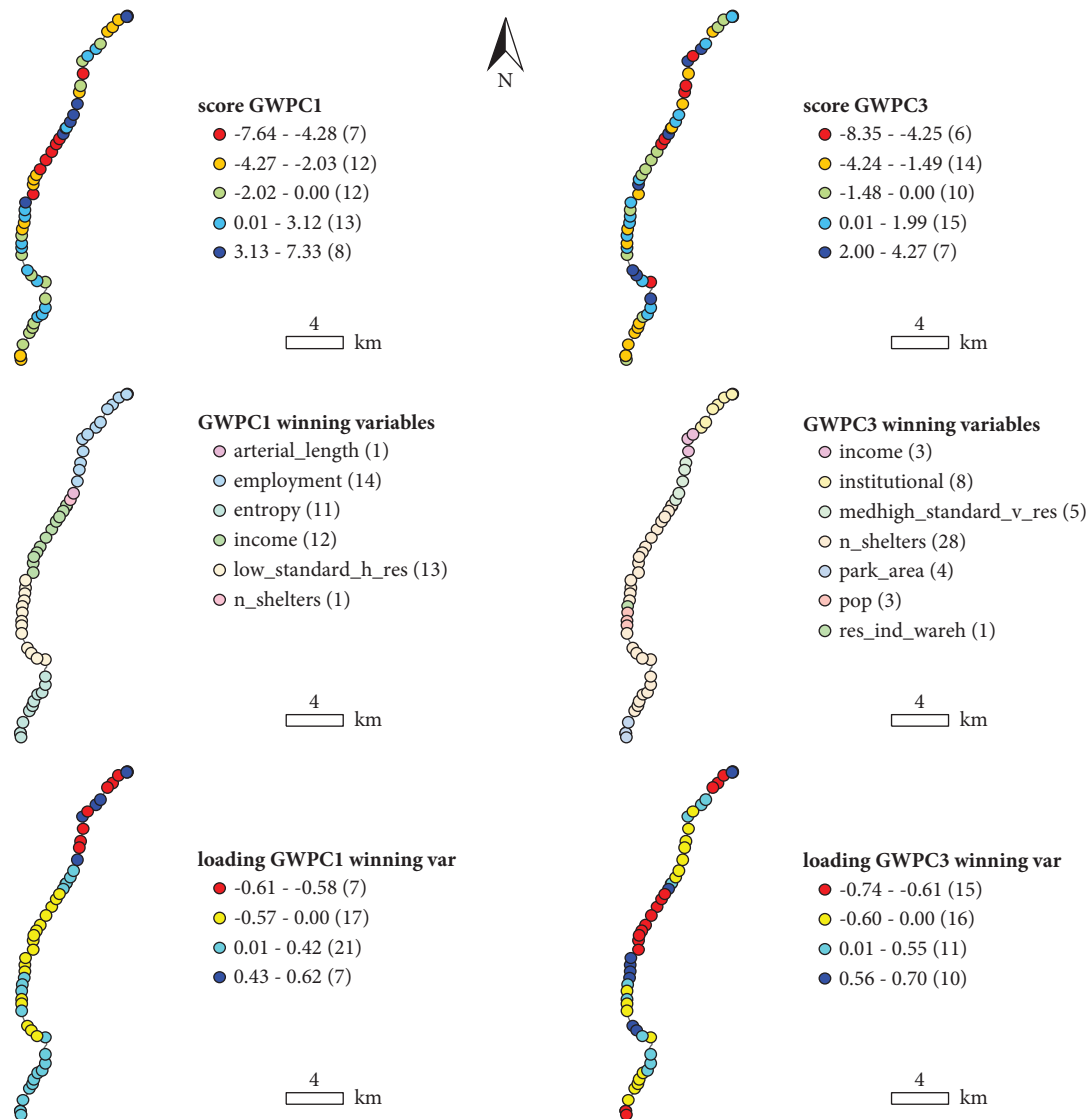 N
score GWPC1
-7.64 - -4.28 (7)
-4.27 - -2.03 (12)
-2.02 - 0.00 (12)
0.01 - 3.12 (13)
3.13 - 7.33 (8)
4
km
score GWPC3
-8.35 - -4.25 (6)
-4.24 - -1.49 (14)
-1.48 - 0.00 (10)
0.01 - 1.99 (15)
2.00 - 4.27 (7)
4
km
GWPC1 winning variables
arterial_length (1)
employment (14)
entropy (11)
income (12)
low_standard_h_res (13)
n_shelters (1)
4
km
GWPC3 winning variables
income (3)
institutional (8)
medhigh_standard_v_res (5)
n_shelters (28)
park_area (4)
pop (3)
res_ind_wareh (1)
4
km
loading GWPC1 winning var
-0.61 - -0.58 (7)
-0.57 - 0.00 (17)
0.01 - 0.42 (21)
0.43 - 0.62 (7)
4
km
loading GWPC3 winning var
-0.74 - -0.61 (15)
-0.60 - 0.00 (16)
0.01 - 0.55 (11)
0.56 - 0.70 (10)
4
km